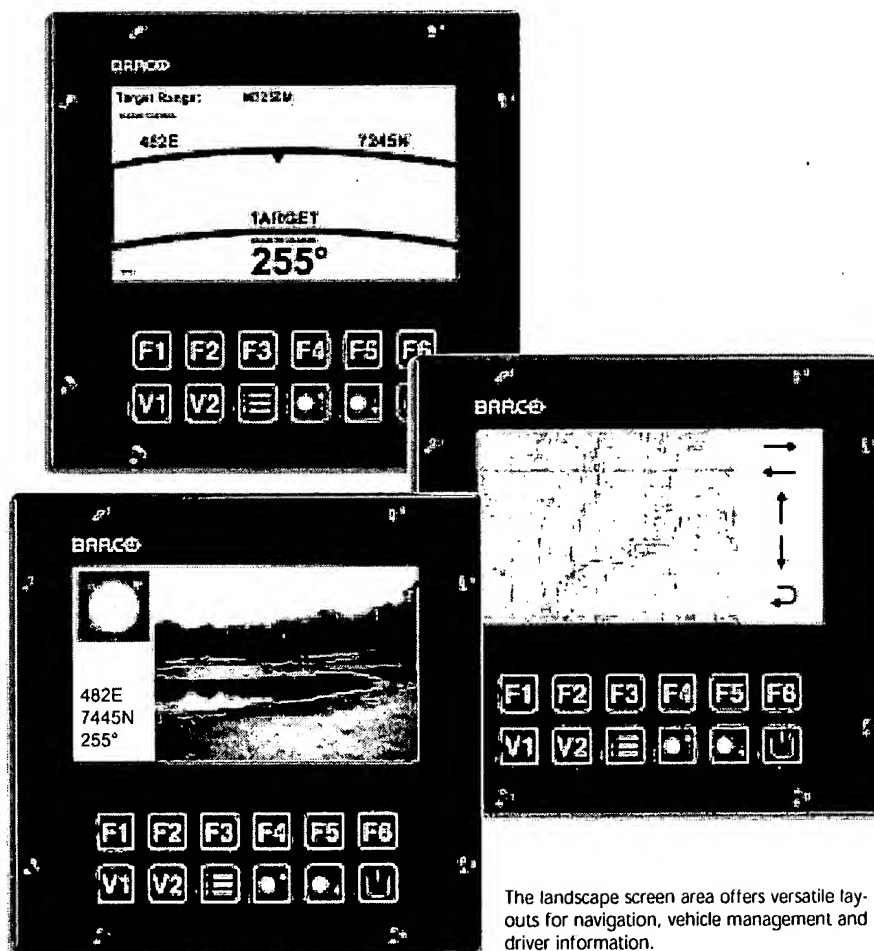 BARCO
Target Range:
482E 7245N
TARGET
255°
F1 F2 F3 F4 F5 F6
V1 V2
BARCO
F1 F2 F3 F4 F5 F6
V1 V2
BARCO
482E
7445N
255°
F1 F2 F3 F4 F5 F6
V1 V2
The landscape screen area offers versatile lay-
outs for navigation, vehicle management and
driver information.